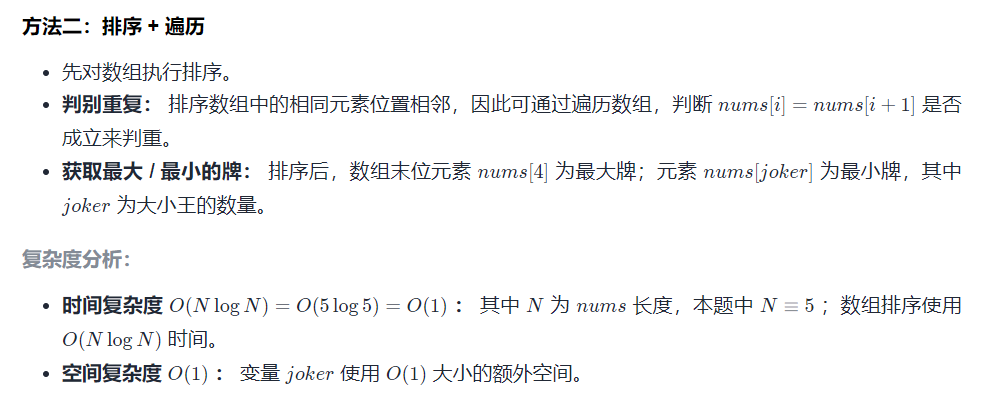 方法二：排序 + 遍历
• 先对数组执行排序。
• 判别重复： 排序数组中的相同元素位置相邻，因此可通过遍历数组，判断 nums[i] = nums[i + 1] 是否
成立来判重。
• 获取最大 / 最小的牌： 排序后，数组末位元素 nums[4] 为最大牌；元素 nums[joker] 为最小牌，其中
joker 为大小王的数量。
复杂度分析：
• 时间复杂度 O(N log N) = O(5 log 5) = O(1) ： 其中 N 为 nums 长度，本题中 N ≡ 5 ；数组排序使用
O(N log N) 时间。
• 空间复杂度 O(1) ： 变量 joker 使用 O(1) 大小的额外空间。